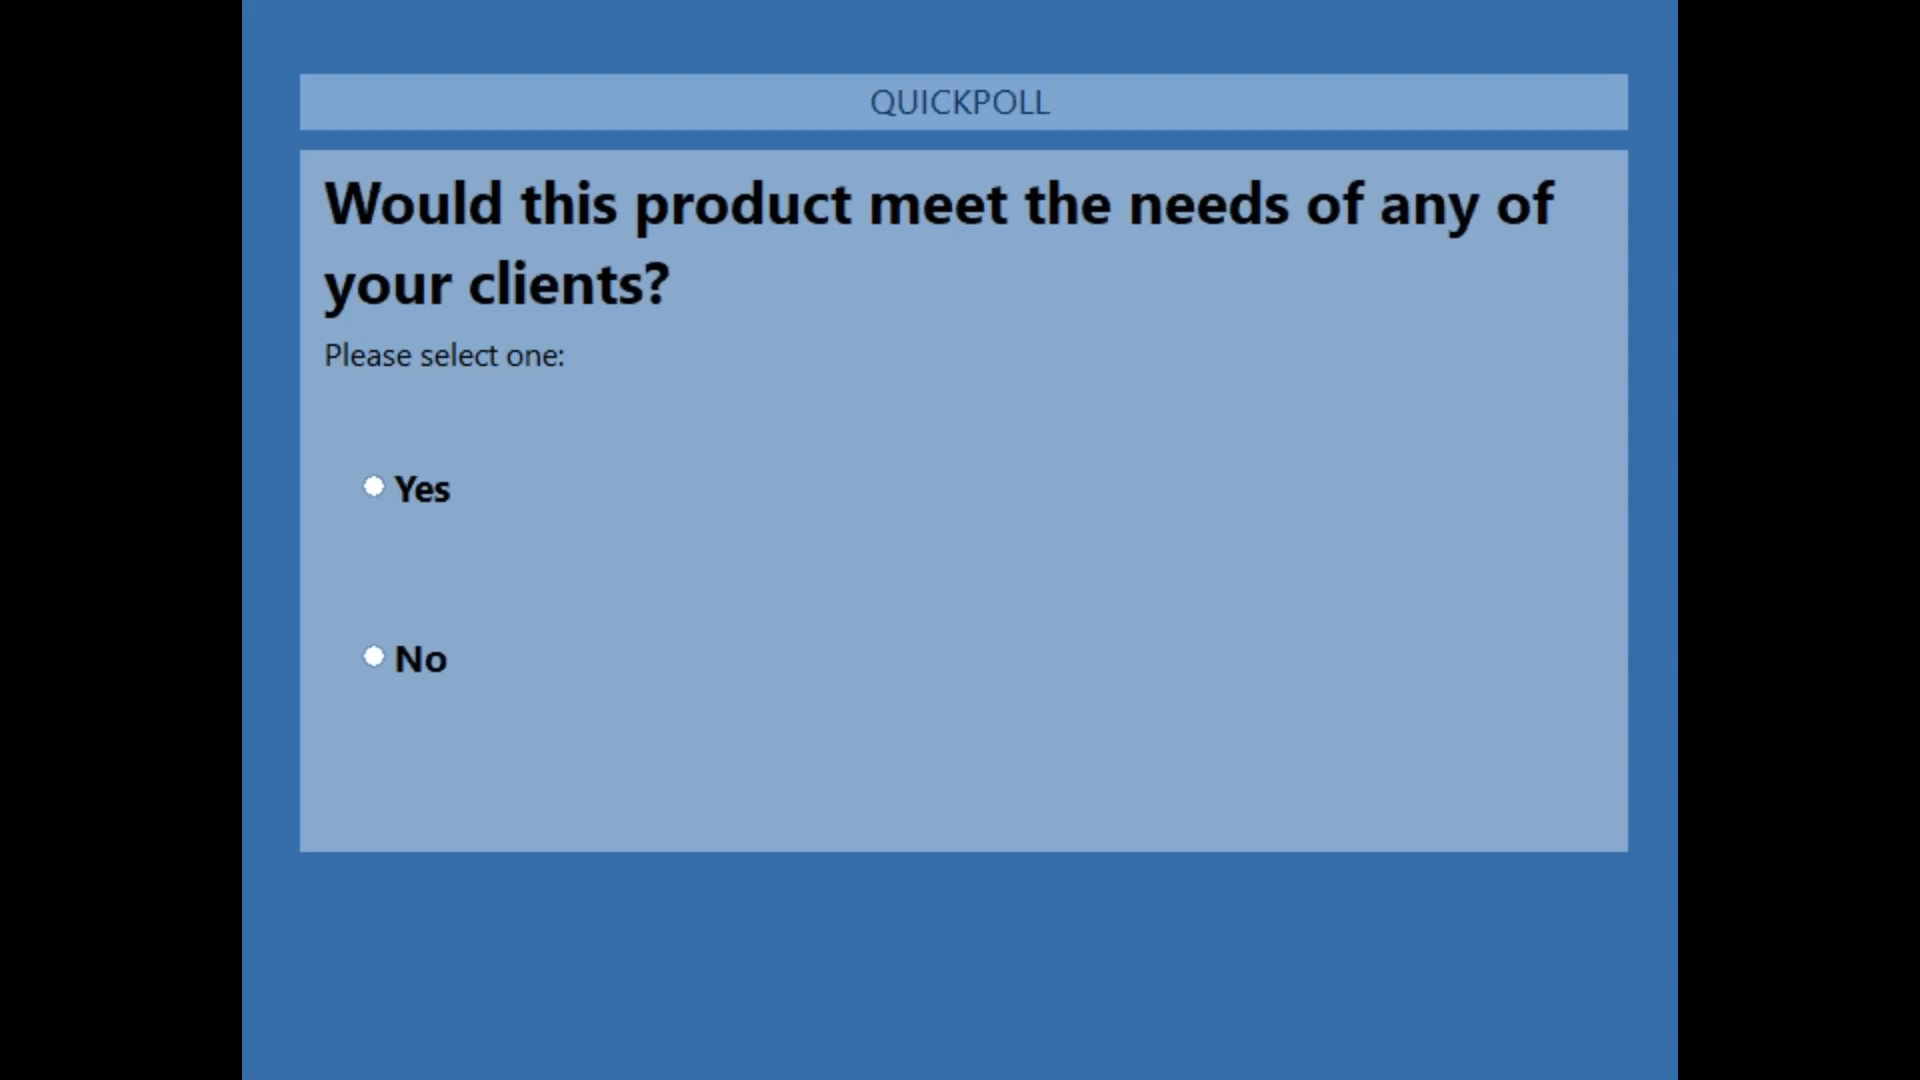 QUICKPOLL
Would this product meet the needs of any of
your clients?
Please select one:
Yes
No